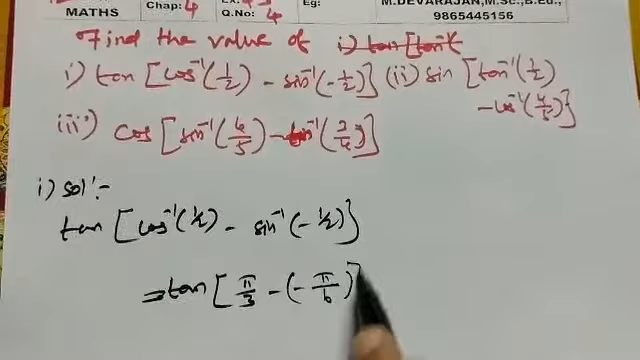 MATHS
Chap: 4
Q.No: 4
Eg:
M.DEVARAJAN,M.Sc.,B.Ed.,
9865445156
Find the value of
i) tan [cos⁻¹(1/2) - sin⁻¹(-1/2)] (ii) sin [tan⁻¹(1/2)
- cos⁻¹(4/5)]
iii) cos [sin⁻¹(4/5) - tan⁻¹(3/4)]
i) sol':-
tan [cos⁻¹(1/2) - sin⁻¹(-1/2)]
= tan [π/3 - (-π/6)]